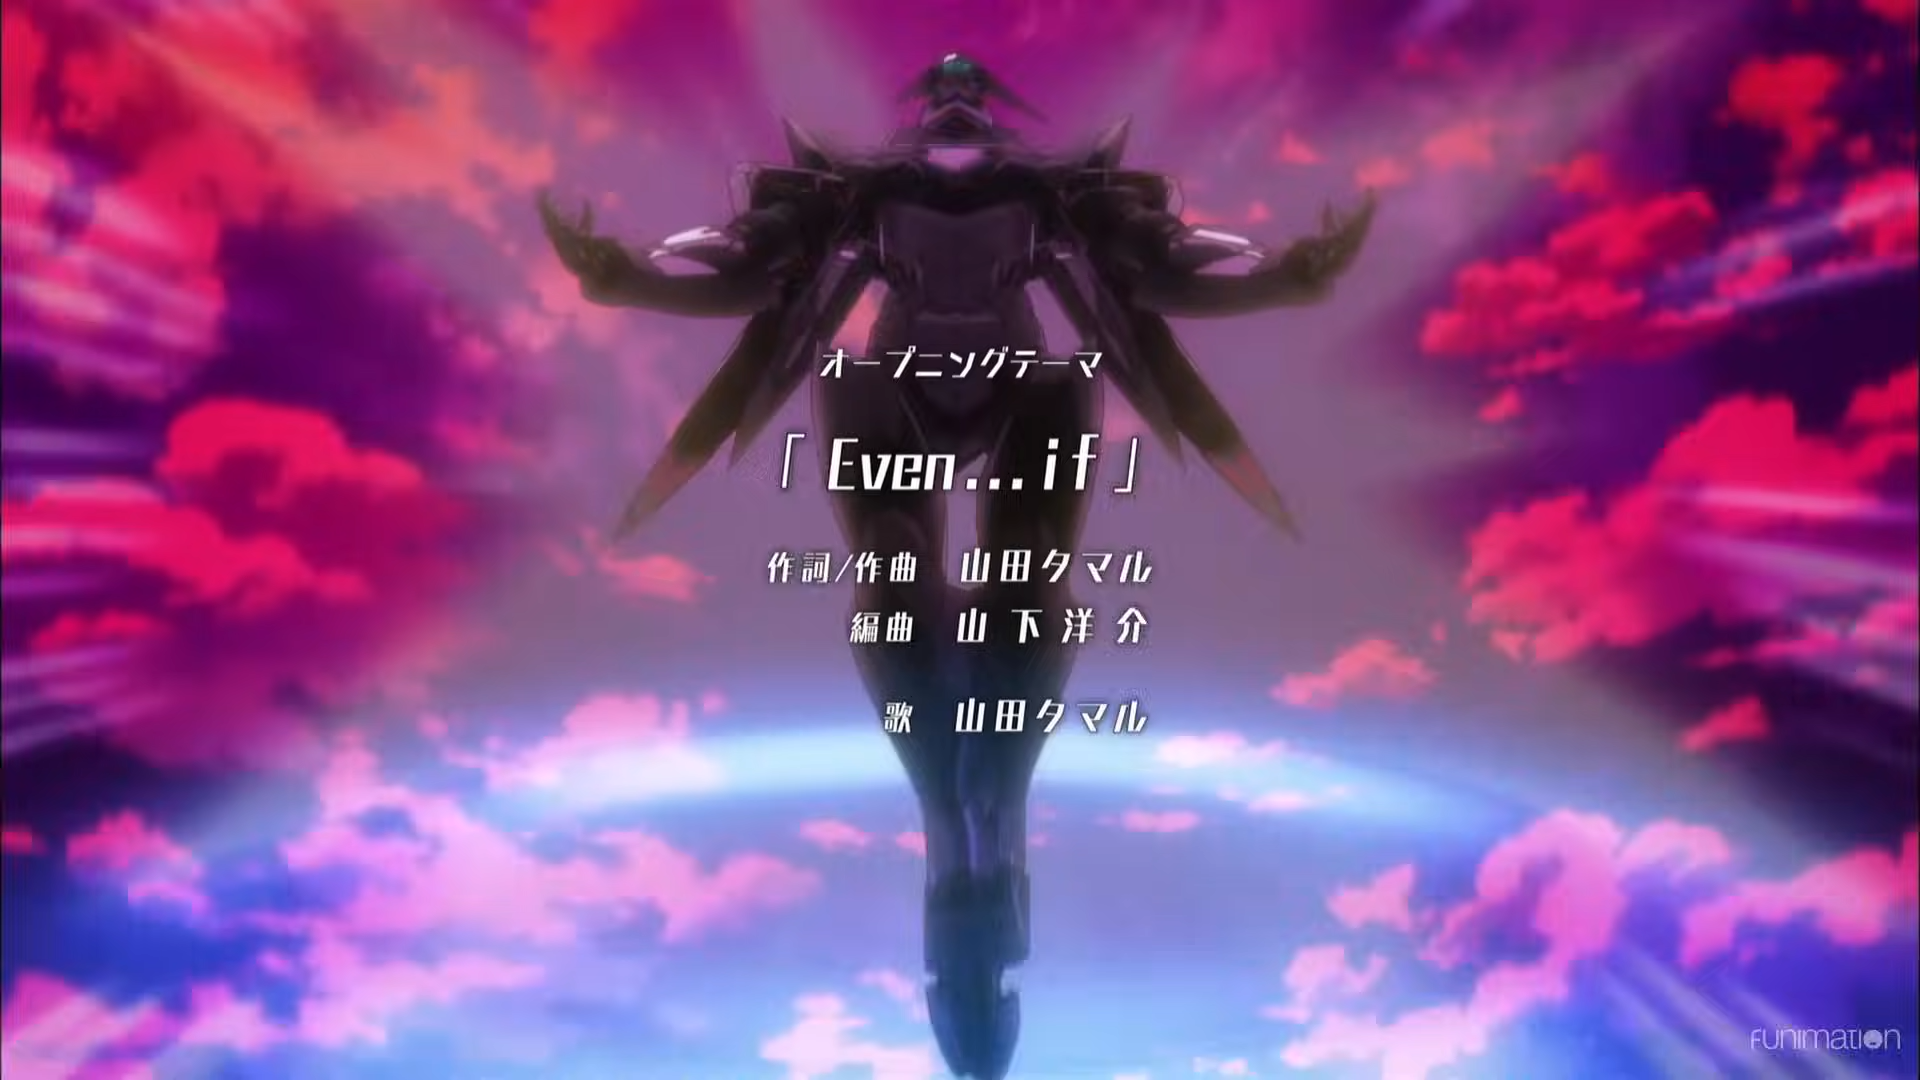 オープニングテーマ
「Even...if」
作詞/作曲 山田タマル
編曲 山下洋介
歌 山田タマル
FUNIMATION